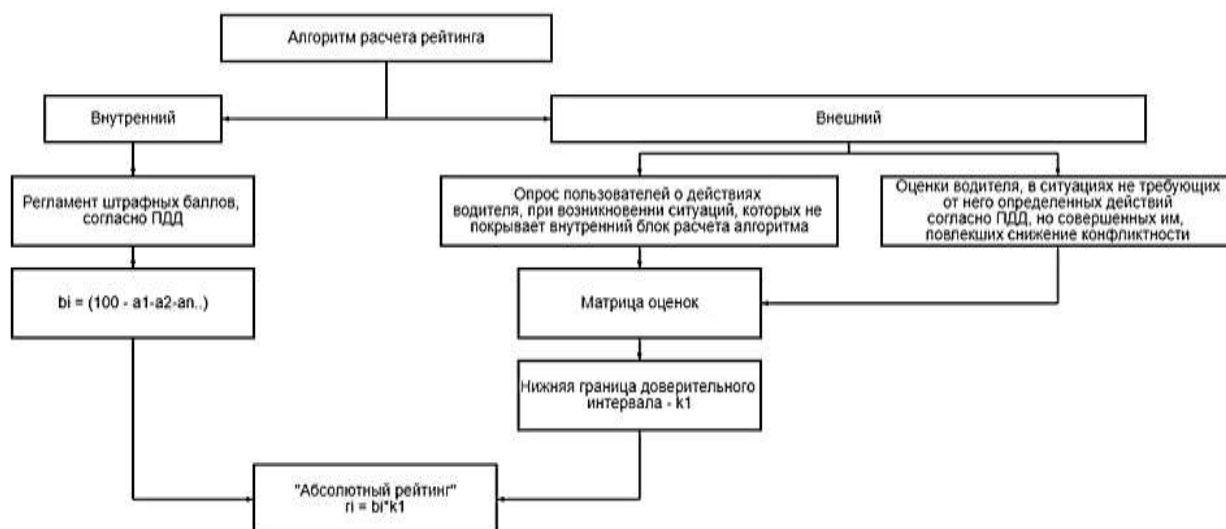 Алгоритм расчета рейтинга
Внутренний
Внешний
Регламент штрафных баллов,
согласно ПДД
Опрос пользователей о действиях
водителя, при возникновении ситуаций, которых не
покрывает внутренний блок расчета алгоритма
Оценки водителя, в ситуациях не требующих
от него определенных действий
согласно ПДД, но совершенных им,
повлекших снижение конфликтности
bi = (100 - a1-a2-an..)
Матрица оценок
Нижняя граница доверительного
интервала - k1
"Абсолютный рейтинг"
ri = bi*k1